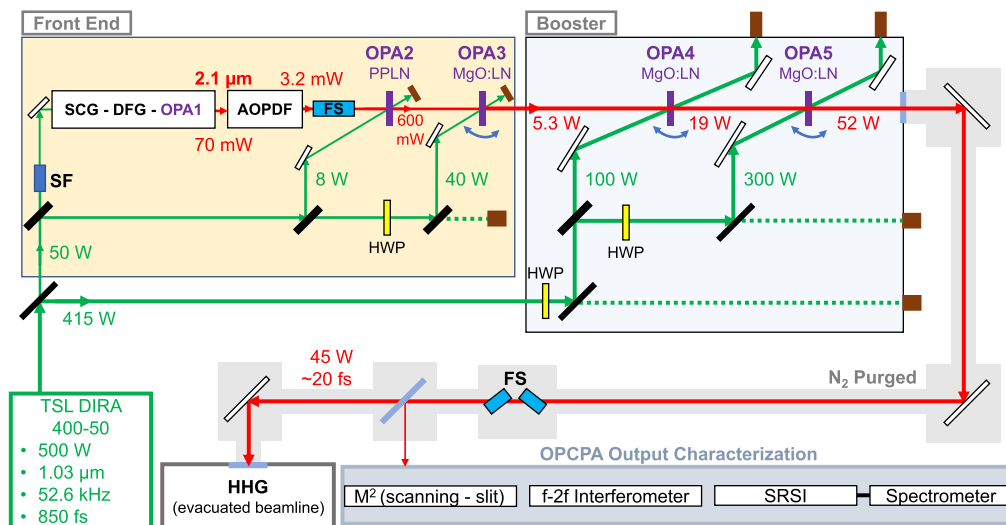 Front End
Booster
OPA2
PPLN
OPA3
MgO:LN
OPA4
MgO:LN
OPA5
MgO:LN
2.1 µm
3.2 mW
SCG - DFG - OPA1
AOPDF
FS
70 mW
600
mW
5.3 W
19 W
52 W
SF
8 W
40 W
100 W
300 W
HWP
HWP
50 W
HWP
415 W
45 W
~20 fs
FS
N2 Purged
TSL DIRA
400-50
• 500 W
• 1.03 µm
• 52.6 kHz
• 850 fs
HHG
(evacuated beamline)
OPCPA Output Characterization
M² (scanning - slit)
f-2f Interferometer
SRSI
Spectrometer